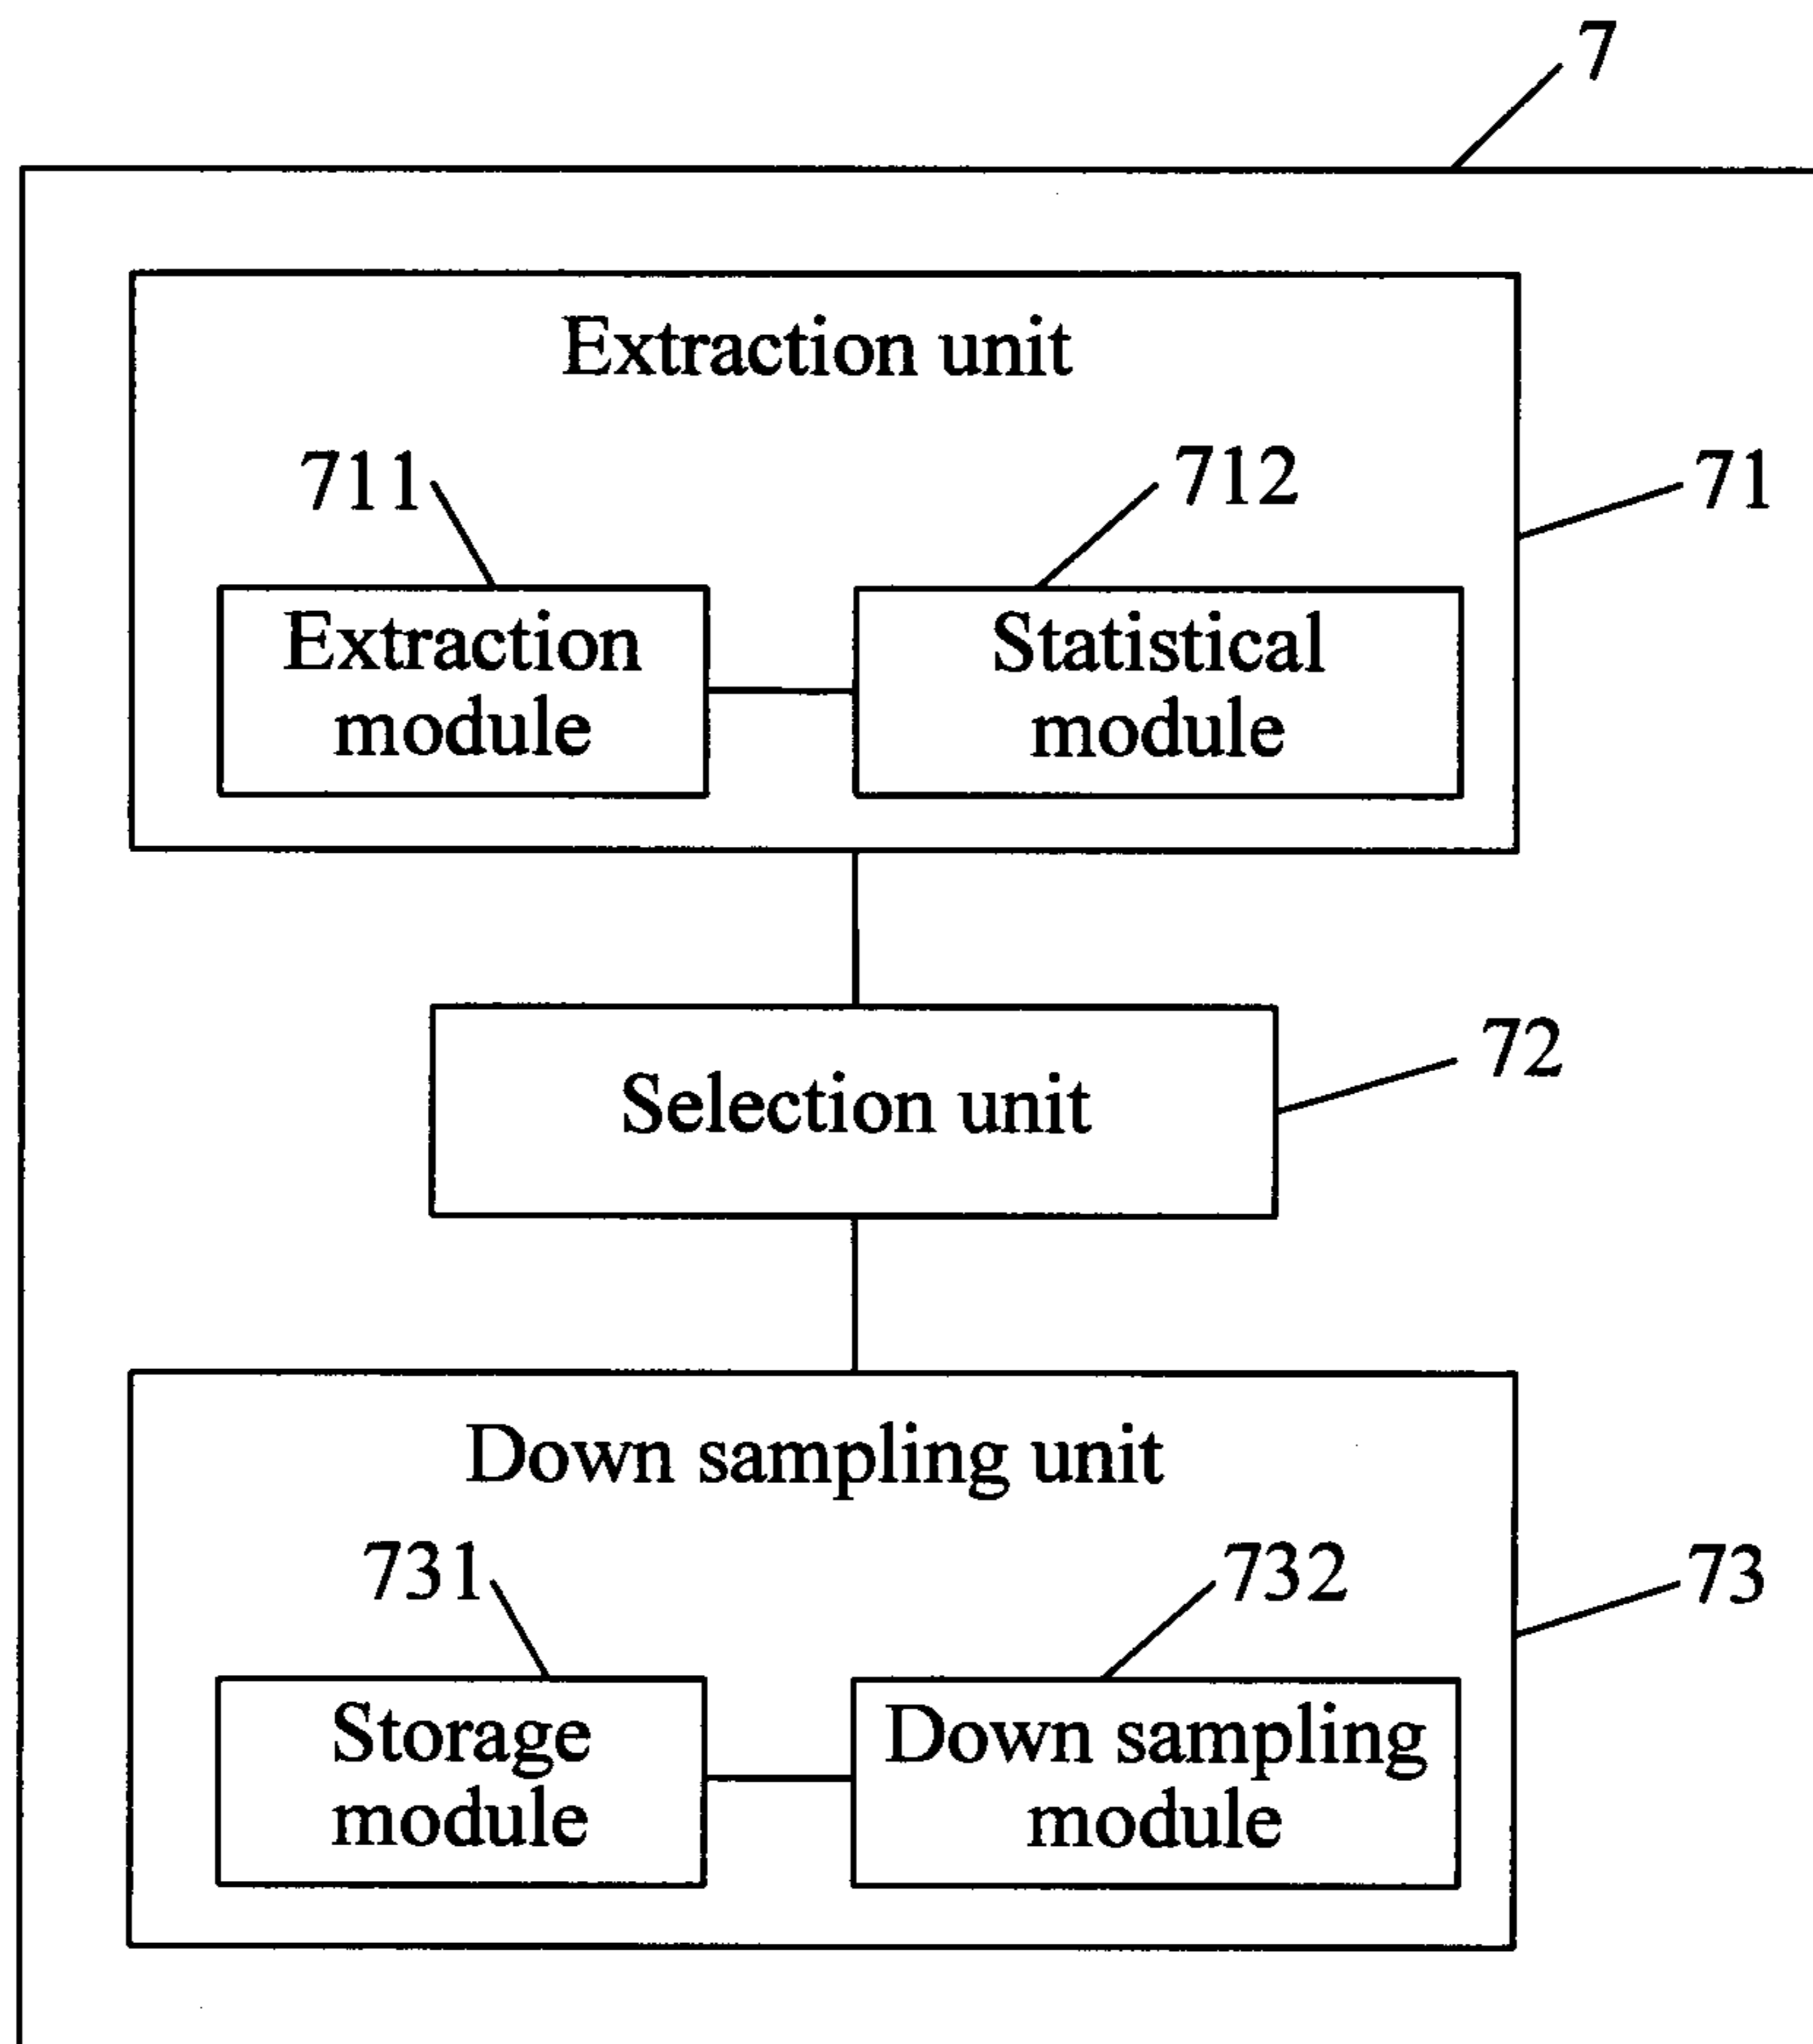 7
Extraction unit
711
712
71
Extraction
module
Statistical
module
Selection unit
72
Down sampling unit
731
732
73
Storage
module
Down sampling
module